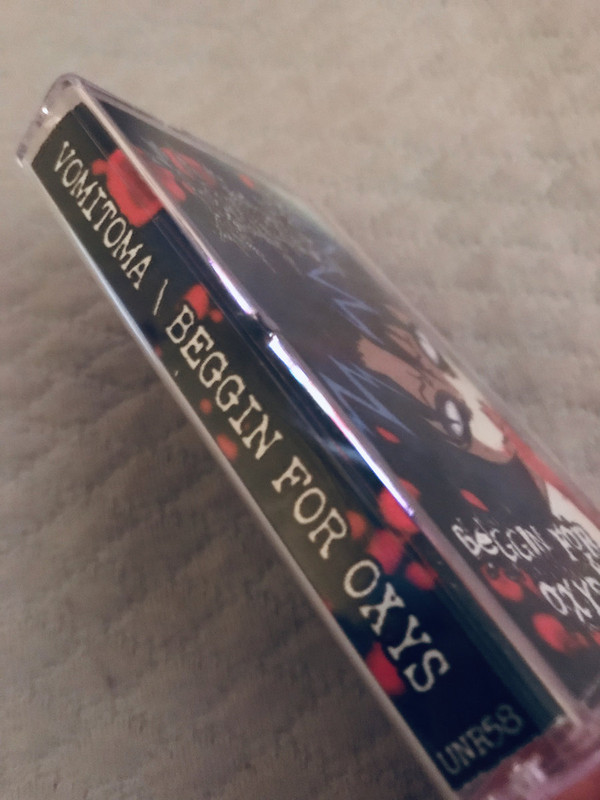 VOMITOMA \ BEGGIN FOR OXYS
UNR58
BEGGIN FOR
OXYS